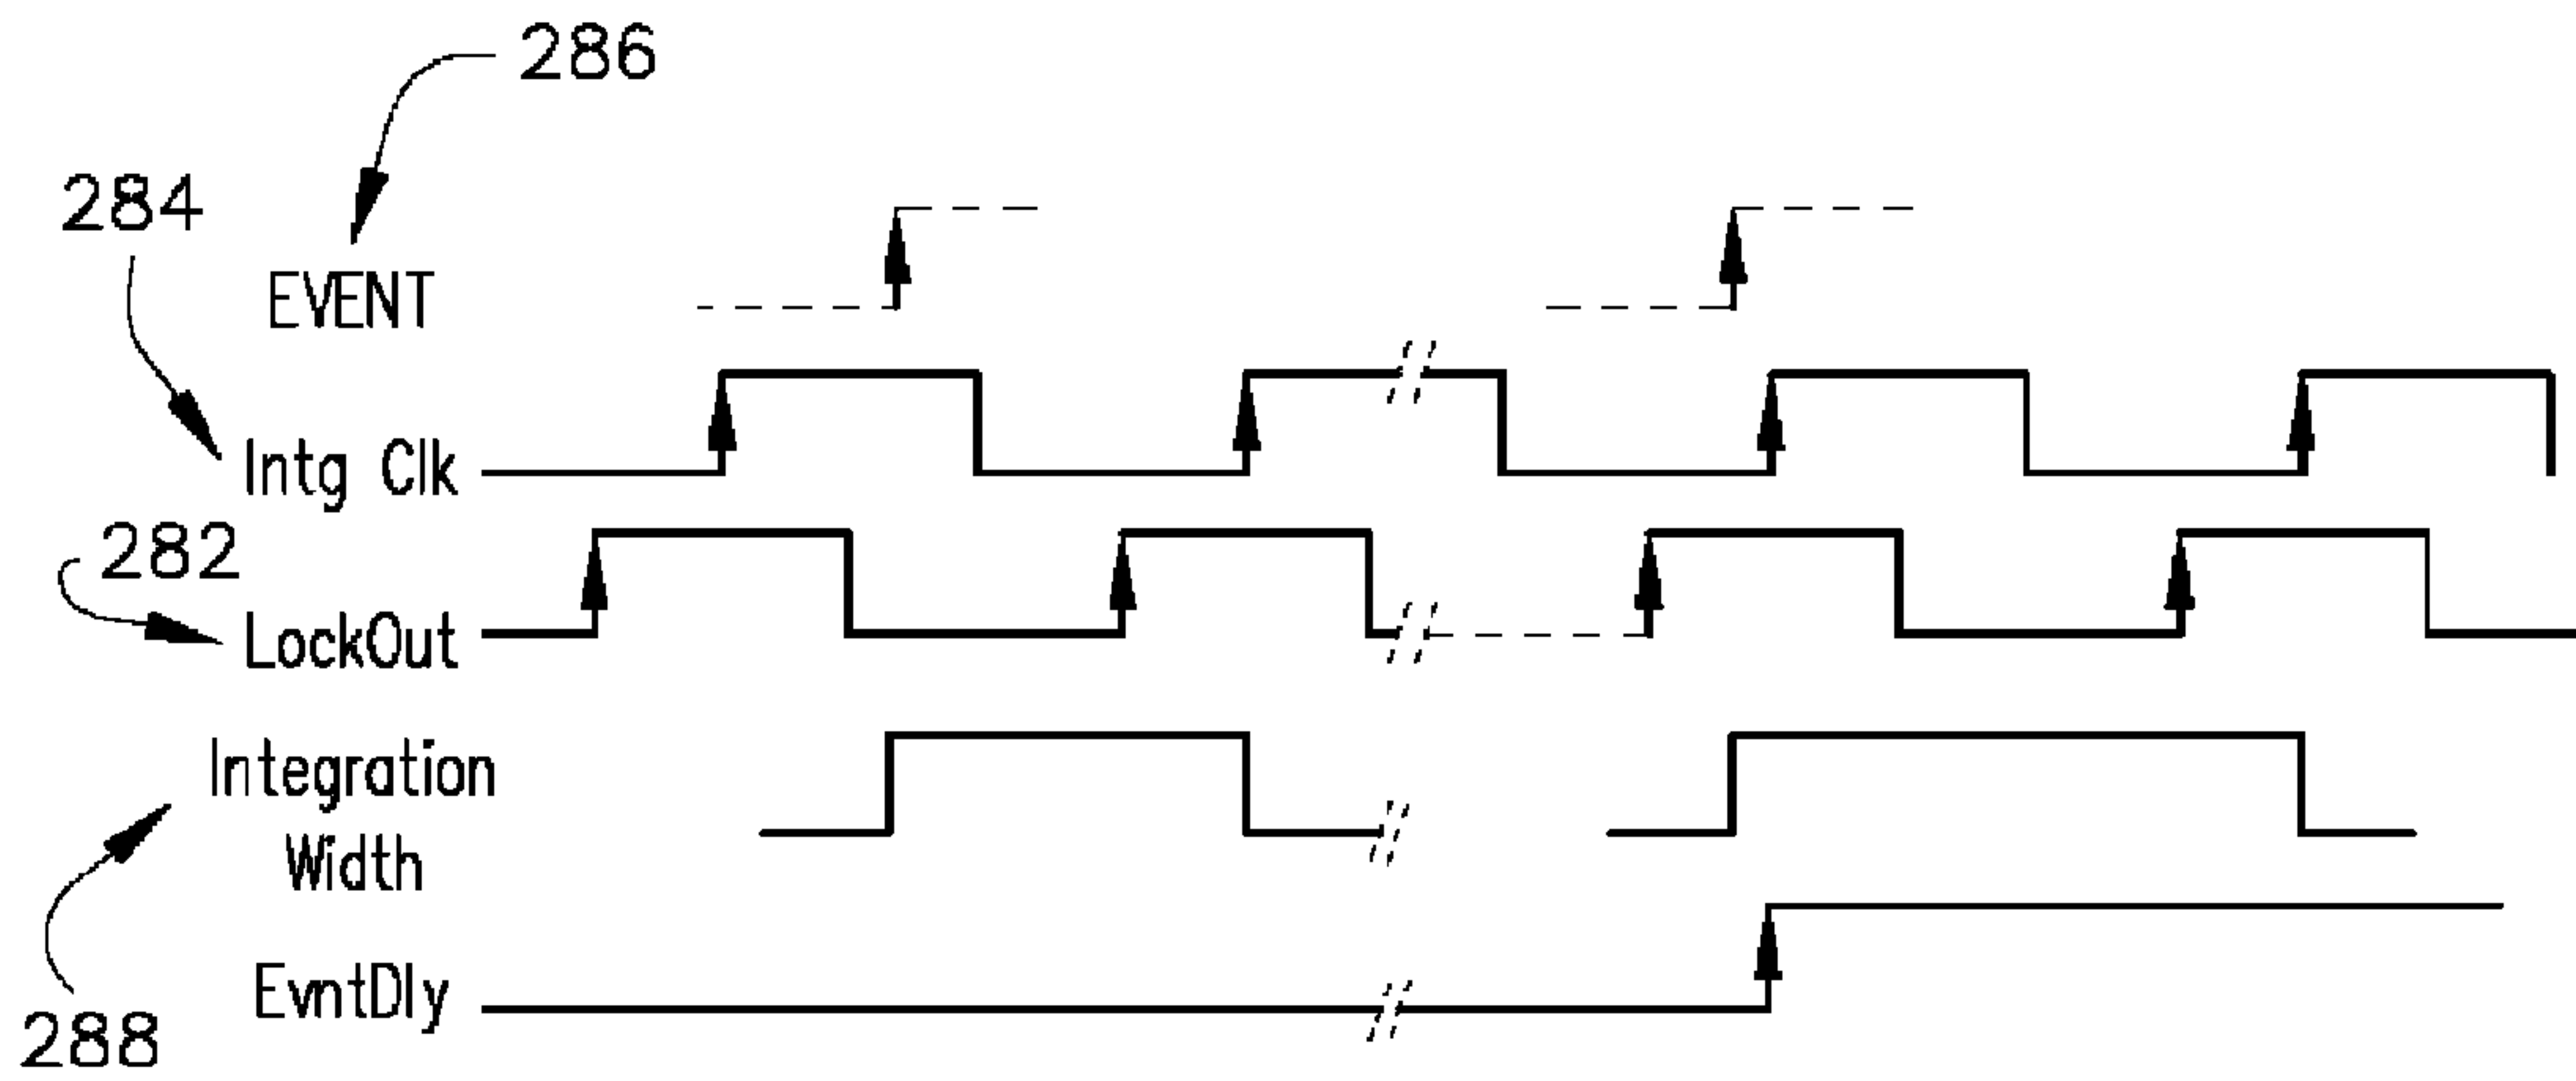 286
284
EVENT
Intg Clk
282
LockOut
Integration
Width
EvntDly
288